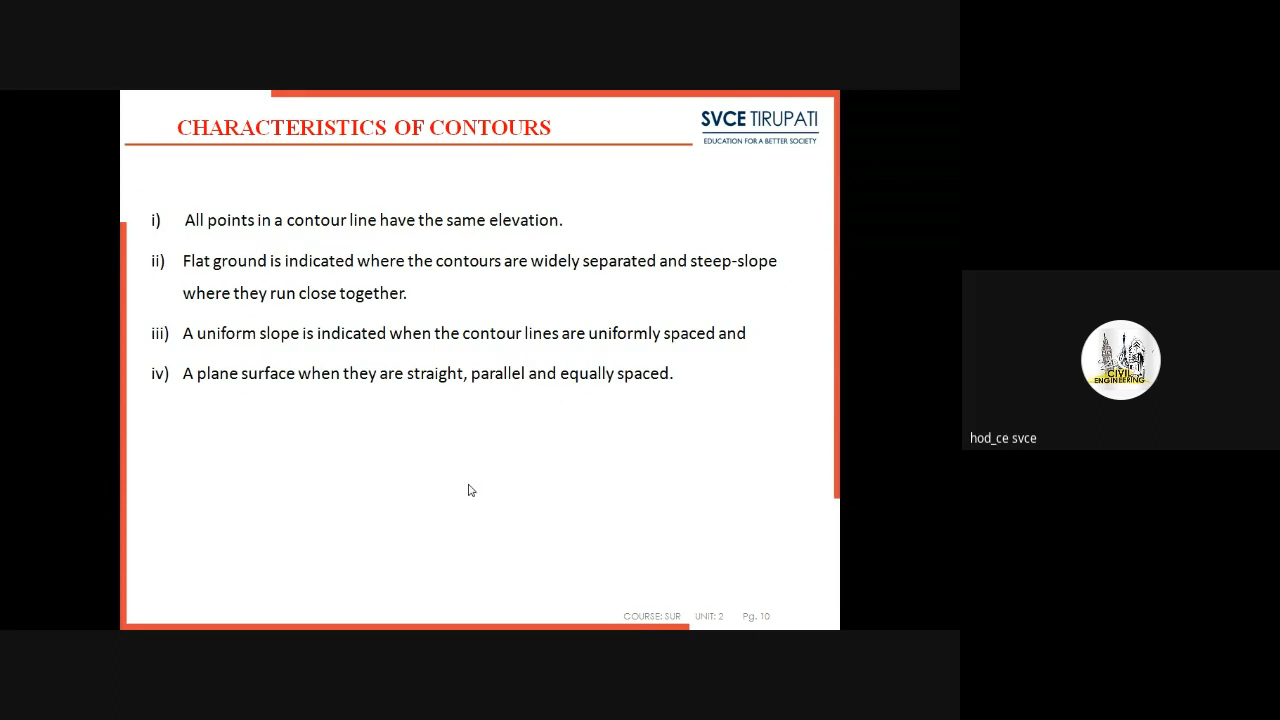 CHARACTERISTICS OF CONTOURS
SVCE TIRUPATI
EDUCATION FOR A BETTER SOCIETY
i) All points in a contour line have the same elevation.
ii) Flat ground is indicated where the contours are widely separated and steep-slope
where they run close together.
iii) A uniform slope is indicated when the contour lines are uniformly spaced and
iv) A plane surface when they are straight, parallel and equally spaced.
COURSE: SUR UNIT: 2 Pg. 10
CIVIL
ENGINEERING
hod_ce svce